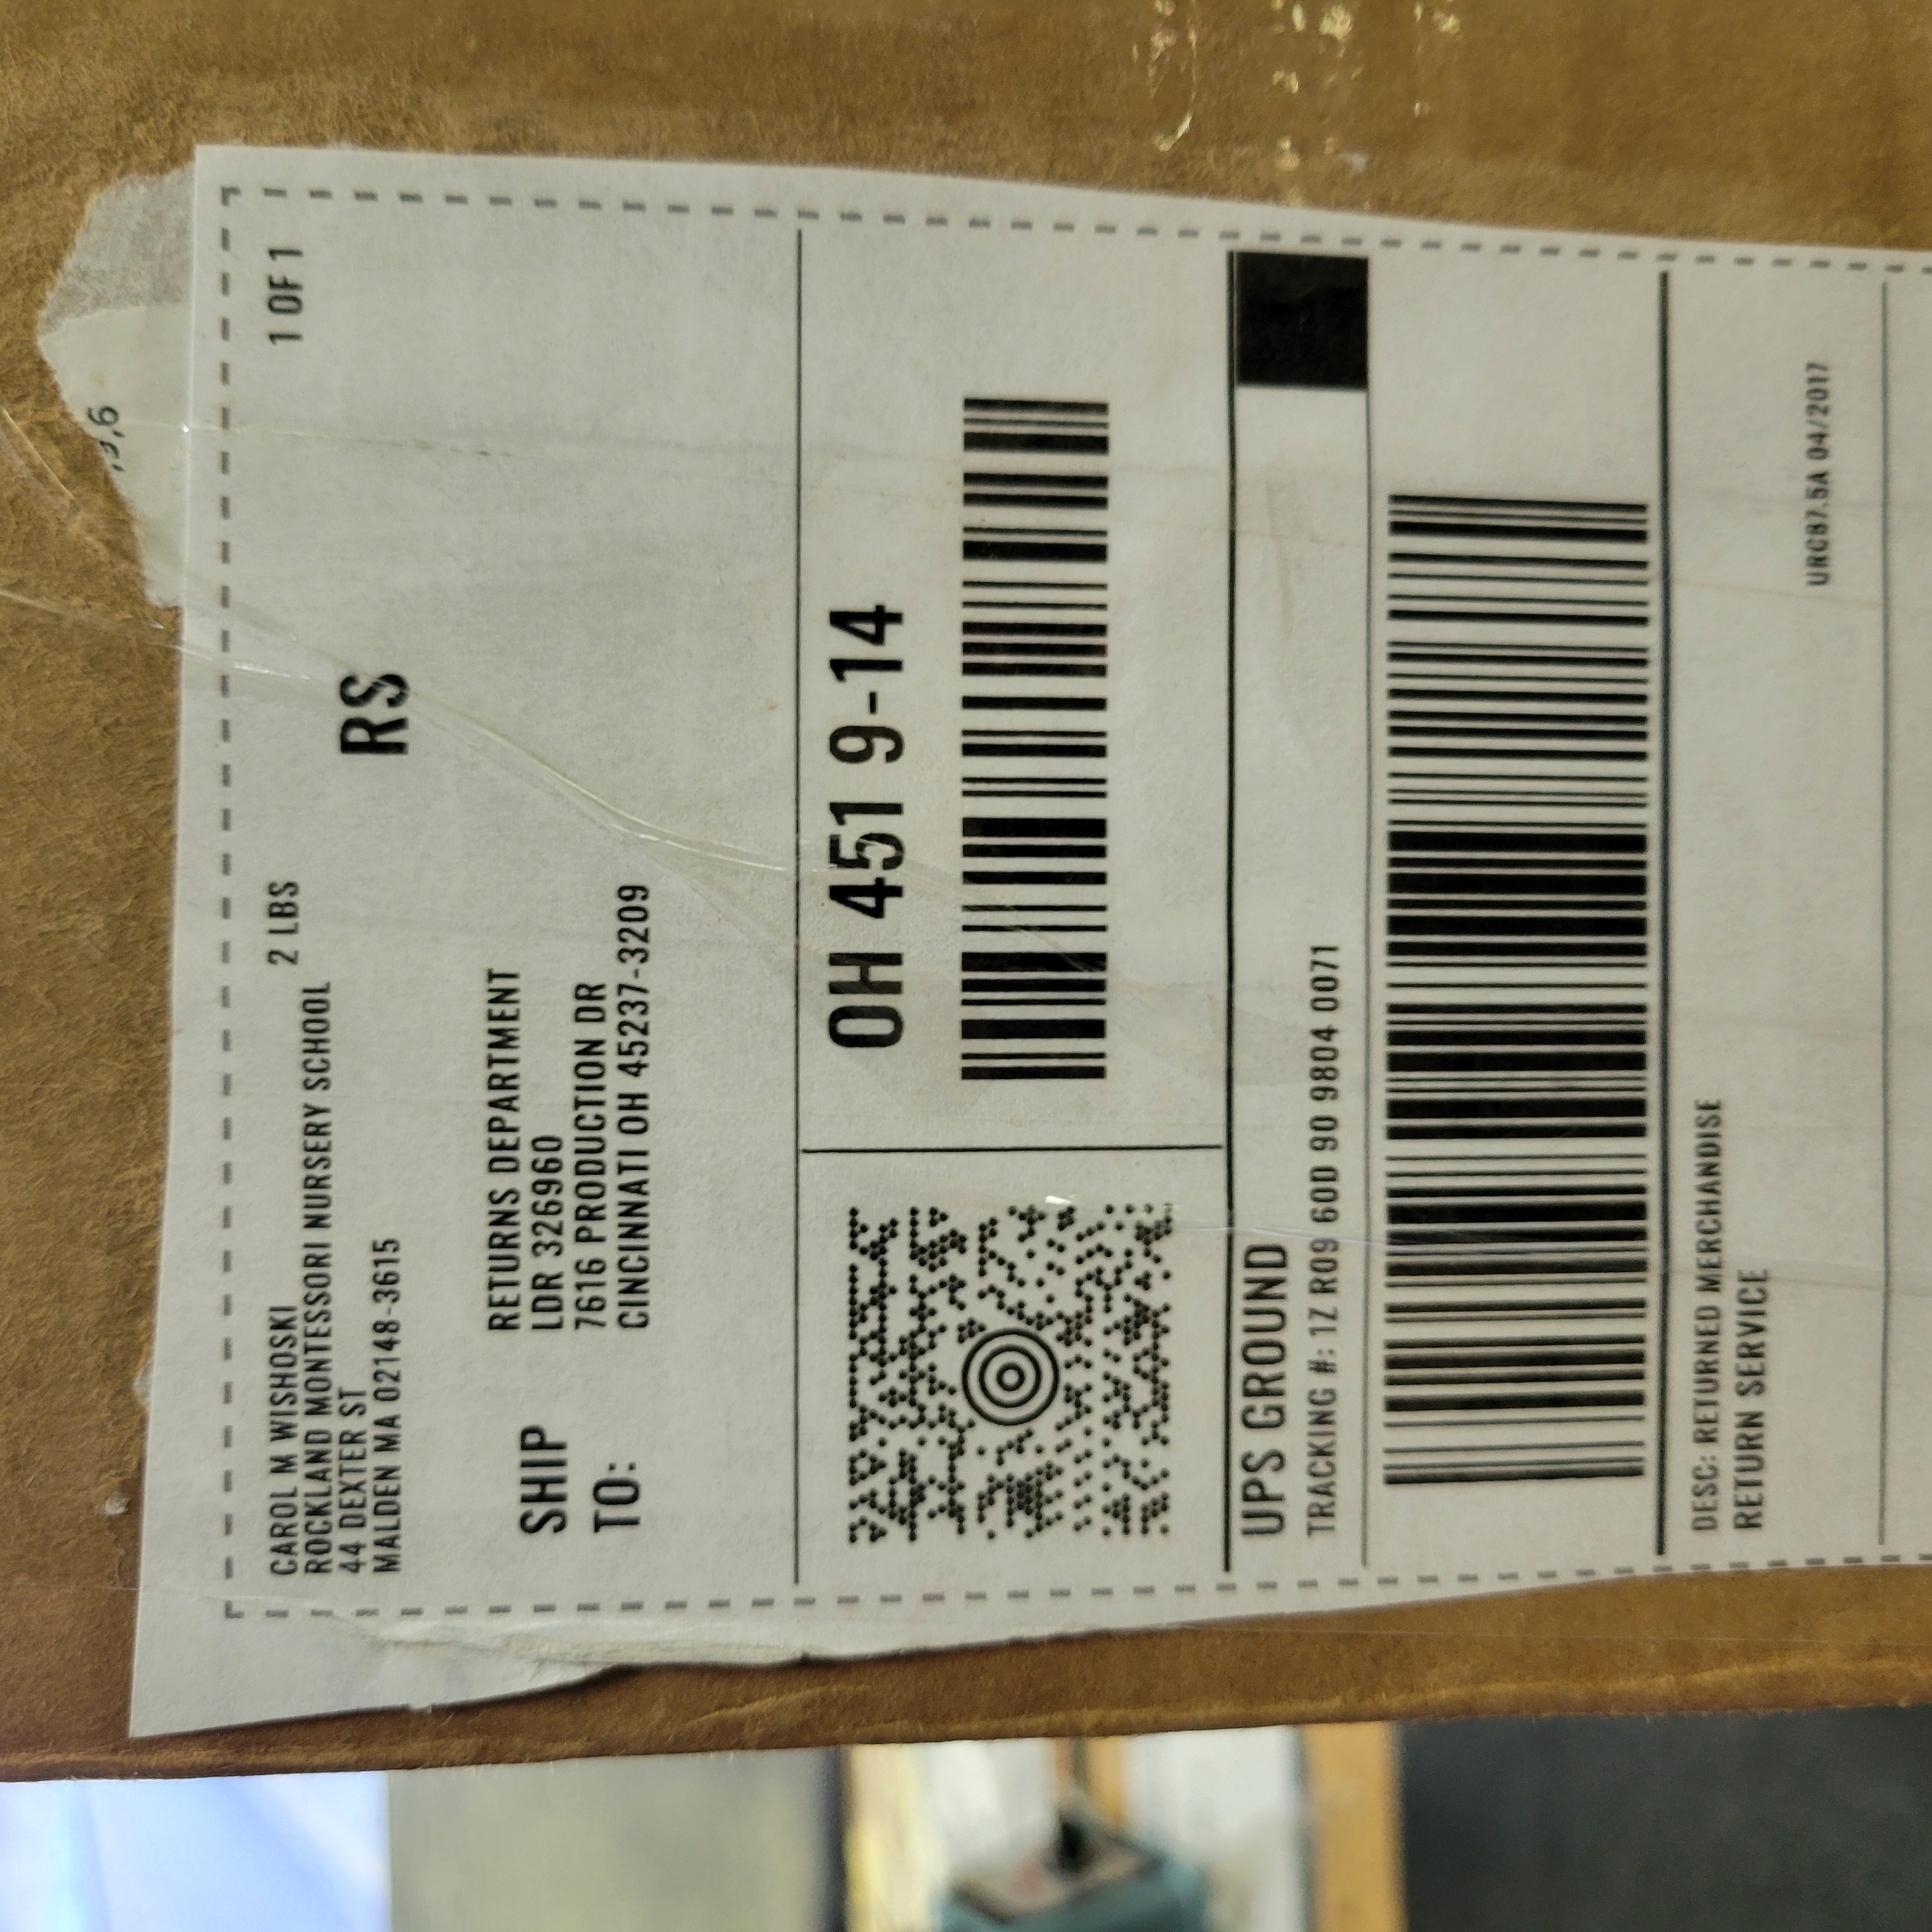 CAROL M WISHOSKI
2 LBS
1 OF 1
ROCKLAND MONTESSORI NURSERY SCHOOL
44 DEXTER ST
MALDEN MA 02148-3615
RS
SHIP
TO:
RETURNS DEPARTMENT
LDR 326960
7616 PRODUCTION DR
CINCINNATI OH 45237-3209
OH 451 9-14
UPS GROUND
TRACKING #: 1Z R09 60D 90 9804 0071
DESC: RETURNED MERCHANDISE
RETURN SERVICE
URC87.5A 04/2017